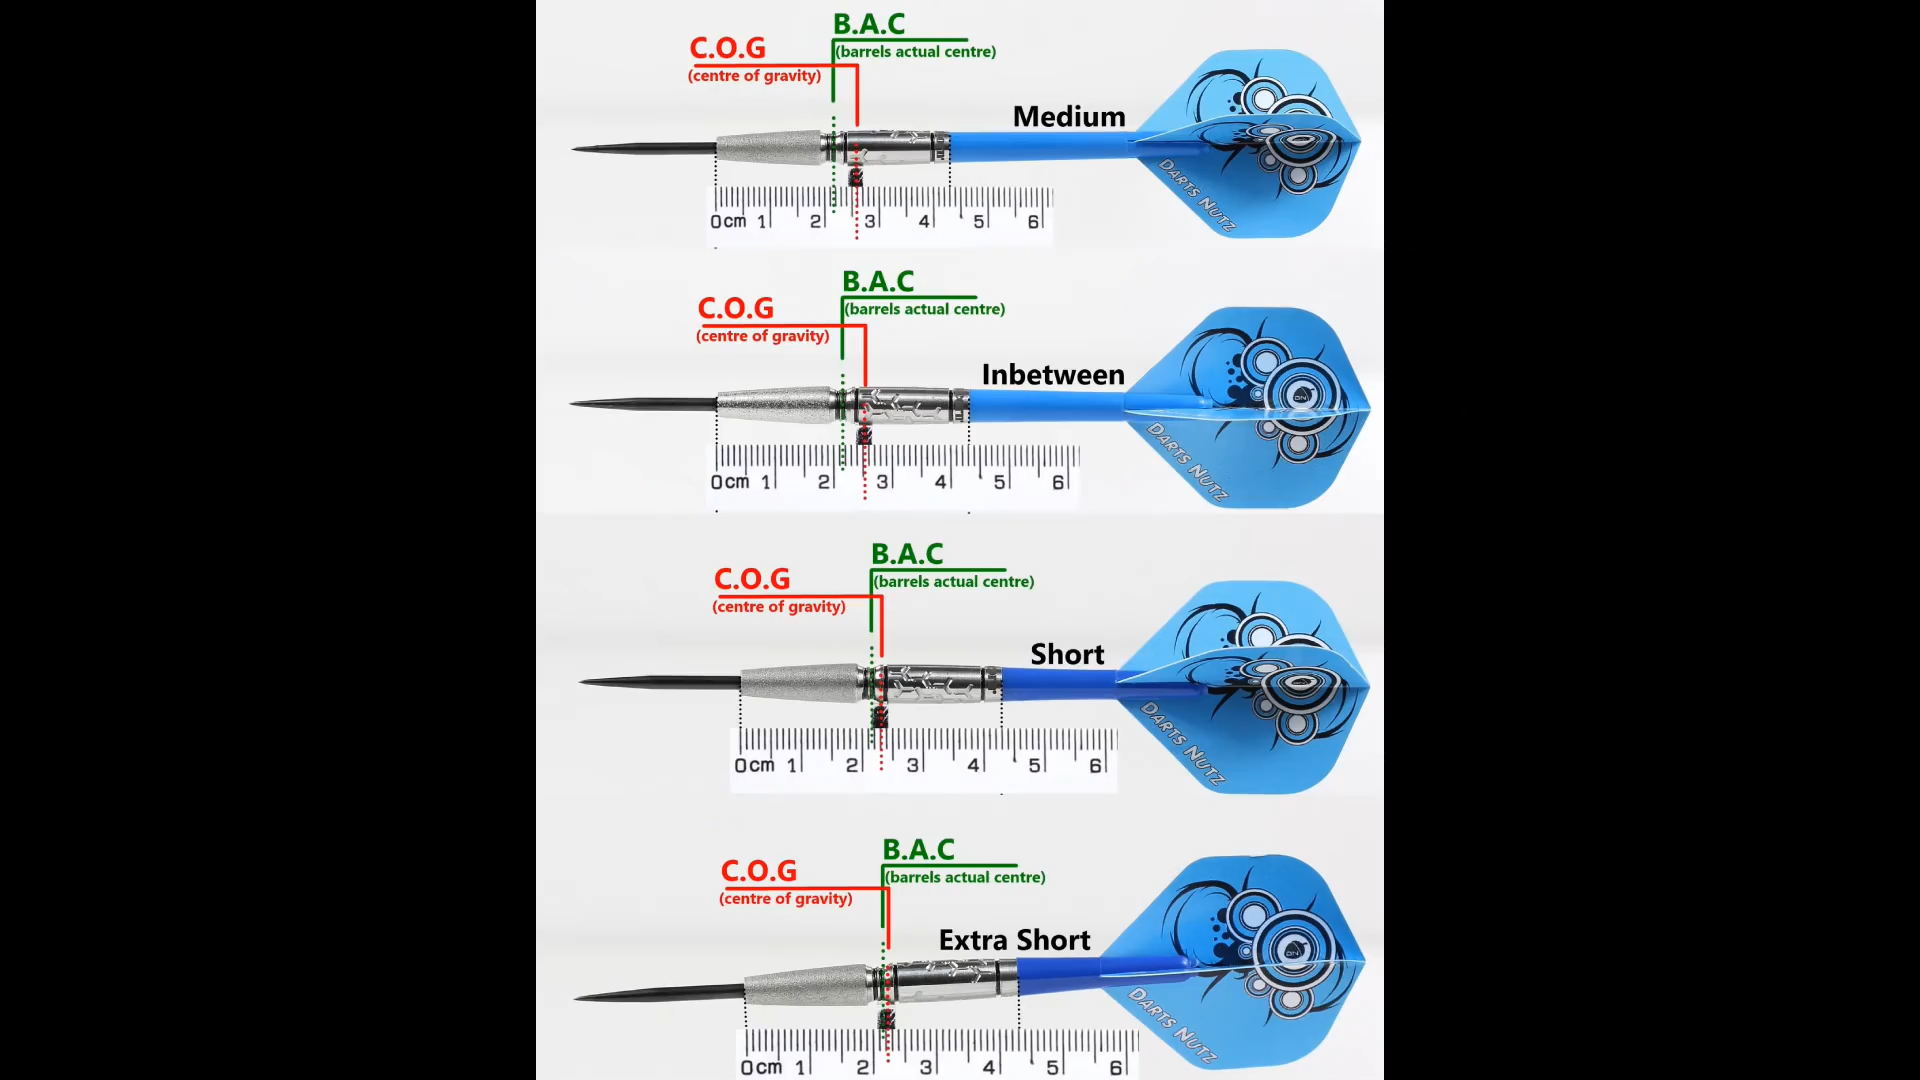 B.A.C
(barrels actual centre)
C.O.G
(centre of gravity)
Medium
DARTS NUTZ
0cm 1 2 3 4 5 6
B.A.C
(barrels actual centre)
C.O.G
(centre of gravity)
Inbetween
DN
DARTS NUTZ
0cm 1 2 3 4 5 6
B.A.C
(barrels actual centre)
C.O.G
(centre of gravity)
Short
DARTS NUTZ
0cm 1 2 3 4 5 6
B.A.C
(barrels actual centre)
C.O.G
(centre of gravity)
Extra Short
DN
DARTS NUTZ
0cm 1 2 3 4 5 6